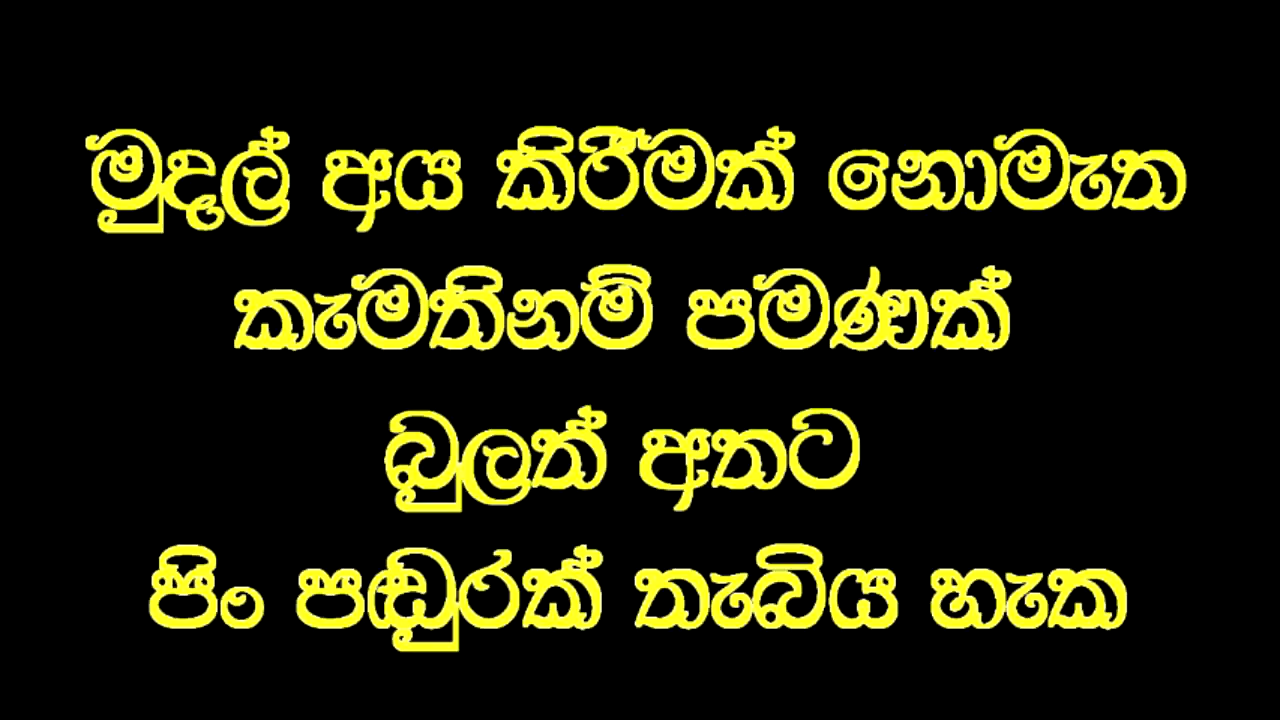 මුදල් අය කිරීමක් නොමැත
කැමතිනම් පමණක්
බුලත් අතට
පිං පඬුරක් තැබිය හැක